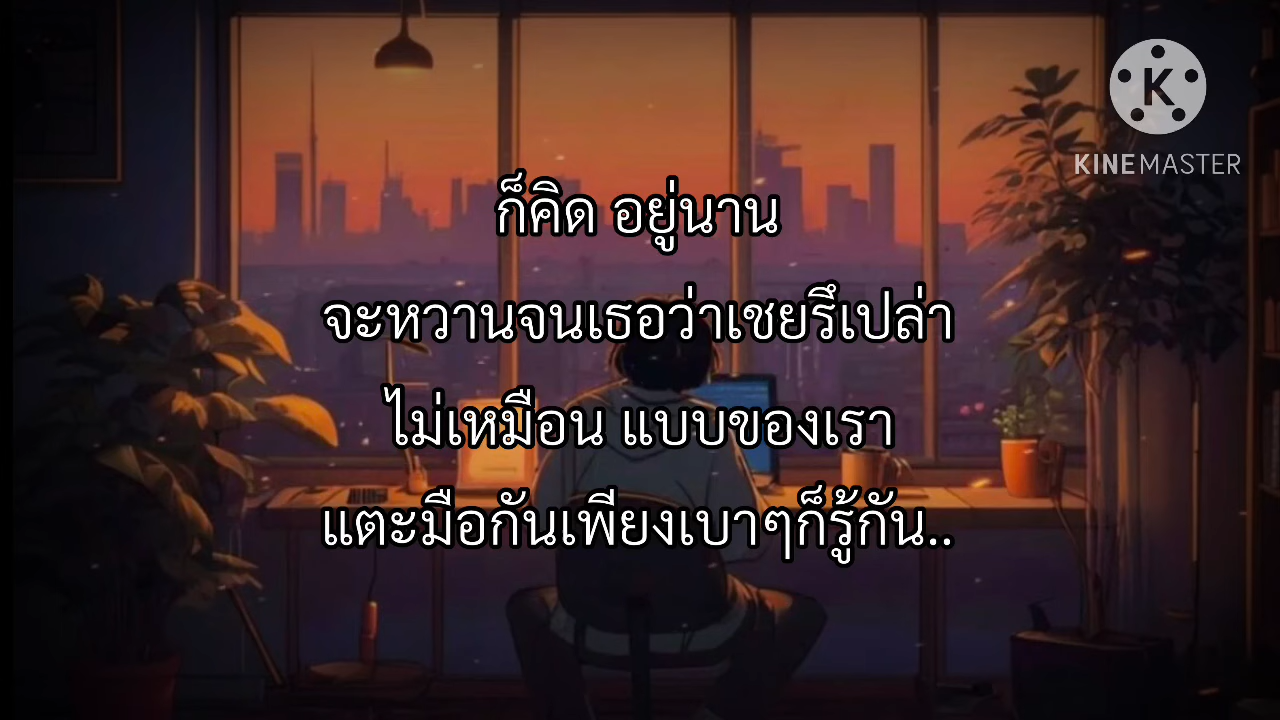 K
KINEMASTER
ก็คิด อยู่นาน
จะหวานจนเธอว่าเชยรึเปล่า
ไม่เหมือน แบบของเรา
แตะมือกันเพียงเบาๆก็รู้กัน..